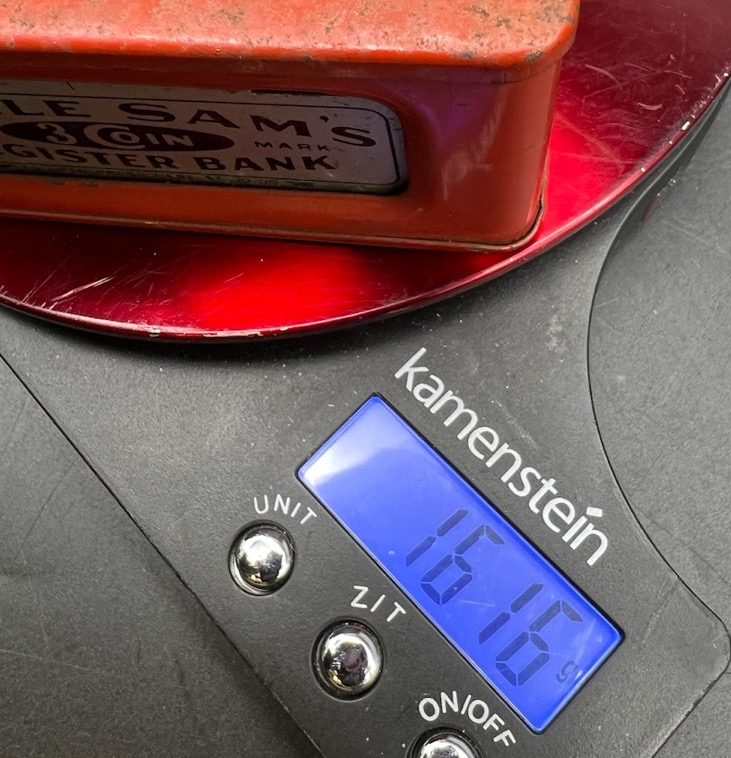 LE SAM'S
3 COIN MARK
GISTER BANK
kamenstein
UNIT
1616 g
Z/T
ON/OFF